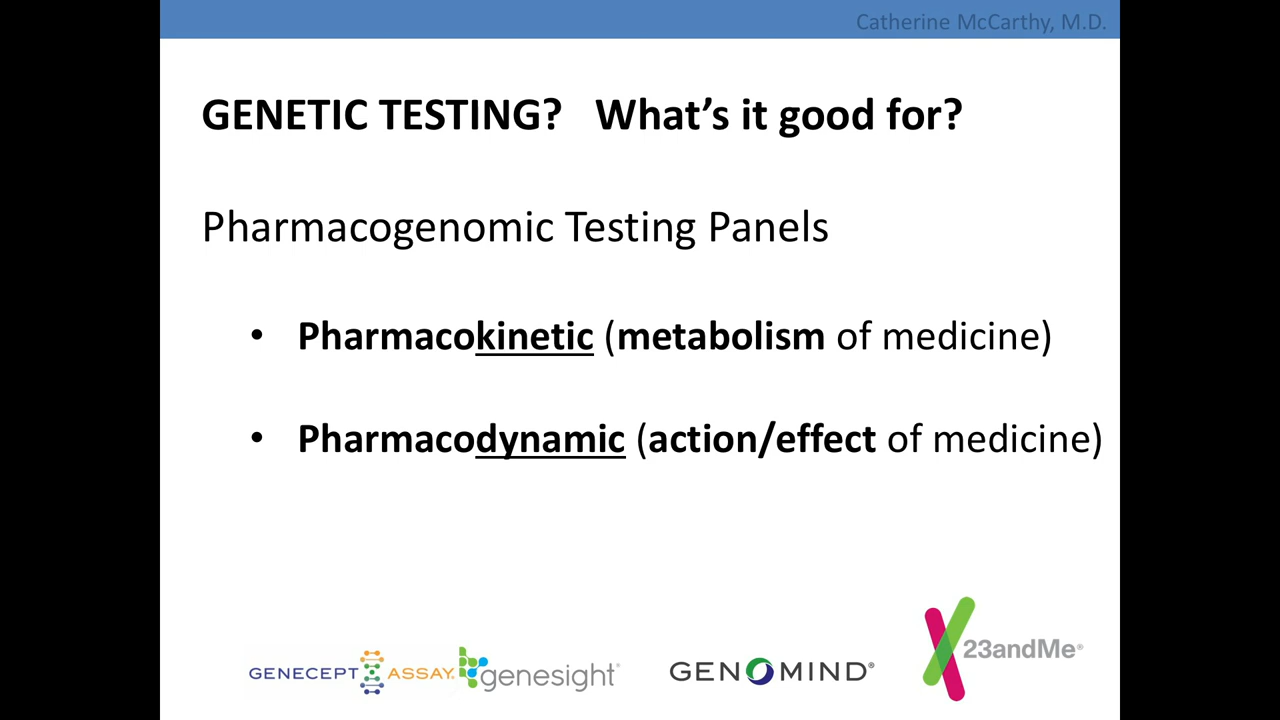 Catherine McCarthy, M.D.
GENETIC TESTING? What's it good for?
Pharmacogenomic Testing Panels
• Pharmacokinetic (metabolism of medicine)
• Pharmacodynamic (action/effect of medicine)
GENECEPT ASSAY genesight® GENOMIND® 23andMe®